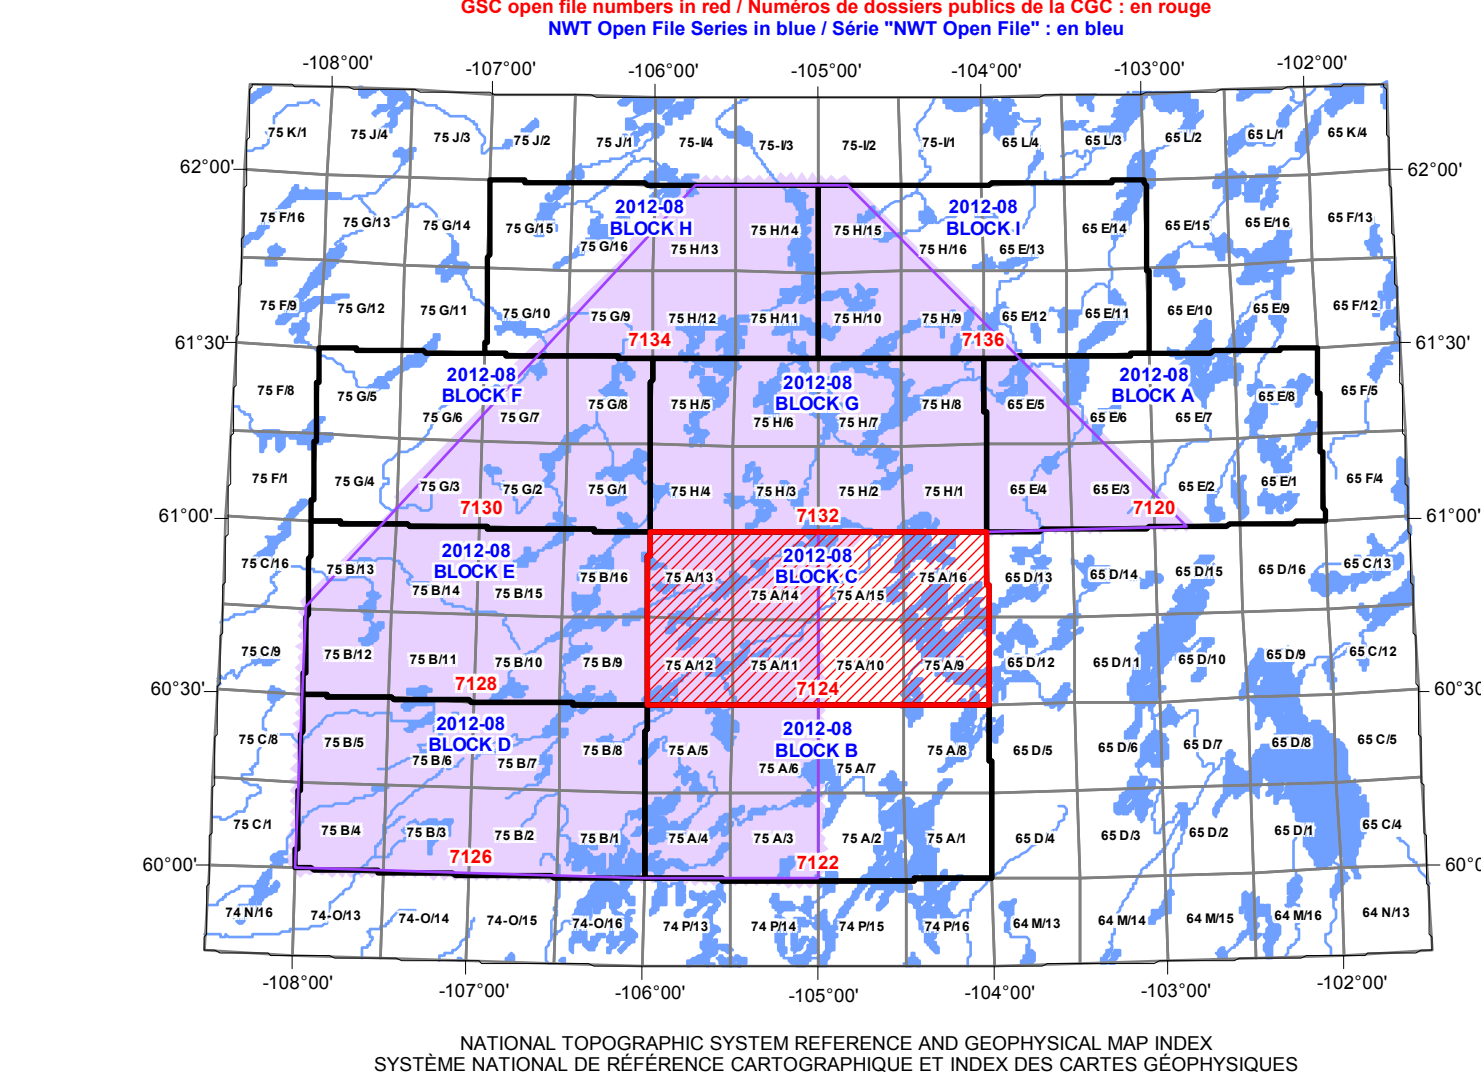 GSC open file numbers in red / Numéros de dossiers publics de la CGC : en rouge
NWT Open File Series in blue / Série "NWT Open File" : en bleu
-108°00' -107°00' -106°00' -105°00' -104°00' -103°00' -102°00'
75 K/1 75 J/4 75 J/3 75 J/2 75 J/1 75-I/4 75-I/3 75-I/2 75-I/1 65 L/4 65 L/3 65 L/2 65 L/1 65 K/4
62°00' 62°00'
2012-08 2012-08
BLOCK H BLOCK I
75 F/16 75 G/13 75 G/14 75 G/15 75 G/16 75 H/13 75 H/14 75 H/15 75 H/16 65 E/13 65 E/14 65 E/15 65 E/16 65 F/13
75 F/9 75 G/12 75 G/11 75 G/10 75 G/9 75 H/12 75 H/11 75 H/10 75 H/9 65 E/12 65 E/11 65 E/10 65 E/9 65 F/12
7134 7136
61°30' 61°30'
2012-08 2012-08 2012-08
BLOCK F BLOCK G BLOCK A
75 F/8 75 G/5 75 G/6 75 G/7 75 G/8 75 H/5 75 H/6 75 H/7 75 H/8 65 E/5 65 E/6 65 E/7 65 E/8 65 F/5
75 F/1 75 G/4 75 G/3 75 G/2 75 G/1 75 H/4 75 H/3 75 H/2 75 H/1 65 E/4 65 E/3 65 E/2 65 E/1 65 F/4
7130 7132 7120
61°00' 61°00'
2012-08 2012-08
BLOCK E BLOCK C
75 C/16 75 B/13 75 B/14 75 B/15 75 B/16 75 A/13 75 A/14 75 A/15 75 A/16 65 D/13 65 D/14 65 D/15 65 D/16 65 C/13
75 C/9 75 B/12 75 B/11 75 B/10 75 B/9 75 A/12 75 A/11 75 A/10 75 A/9 65 D/12 65 D/11 65 D/10 65 D/9 65 C/12
7128 7124
60°30' 60°30
2012-08 2012-08
BLOCK D BLOCK B
75 C/8 75 B/5 75 B/6 75 B/7 75 B/8 75 A/5 75 A/6 75 A/7 75 A/8 65 D/5 65 D/6 65 D/7 65 D/8 65 C/5
75 C/1 75 B/4 75 B/3 75 B/2 75 B/1 75 A/4 75 A/3 75 A/2 75 A/1 65 D/4 65 D/3 65 D/2 65 D/1 65 C/4
7126 7122
60°00' 60°0
74 N/16 74-O/13 74-O/14 74-O/15 74-O/16 74 P/13 74 P/14 74 P/15 74 P/16 64 M/13 64 M/14 64 M/15 64 M/16 64 N/13
-108°00' -107°00' -106°00' -105°00' -104°00' -103°00' -102°00'
NATIONAL TOPOGRAPHIC SYSTEM REFERENCE AND GEOPHYSICAL MAP INDEX
SYSTÈME NATIONAL DE RÉFÉRENCE CARTOGRAPHIQUE ET INDEX DES CARTES GÉOPHYSIQUES